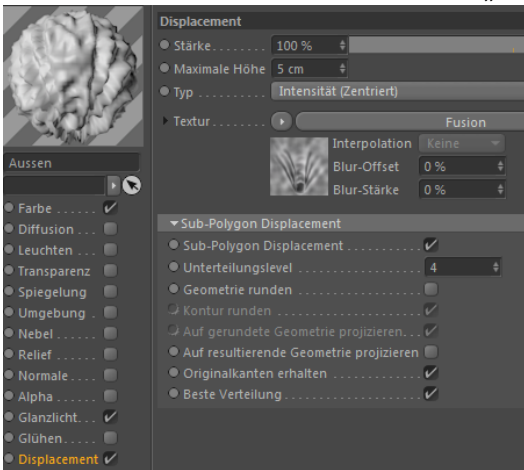 Displacement
Stärke........ 100 %
Maximale Höhe 5 cm
Typ .......... Intensität (Zentriert)
Textur........ Fusion
Interpolation Keine
Blur-Offset 0 %
Blur-Stärke 0 %
Aussen
Sub-Polygon Displacement
Sub-Polygon Displacement
Unterteilungslevel 4
Geometrie runden
Kontur runden
Auf gerundete Geometrie projizieren
Auf resultierende Geometrie projizieren
Originalkanten erhalten
Beste Verteilung
Farbe
Diffusion
Leuchten
Transparenz
Spiegelung
Umgebung
Nebel
Relief
Normale
Alpha
Glanzlicht
Glühen
Displacement